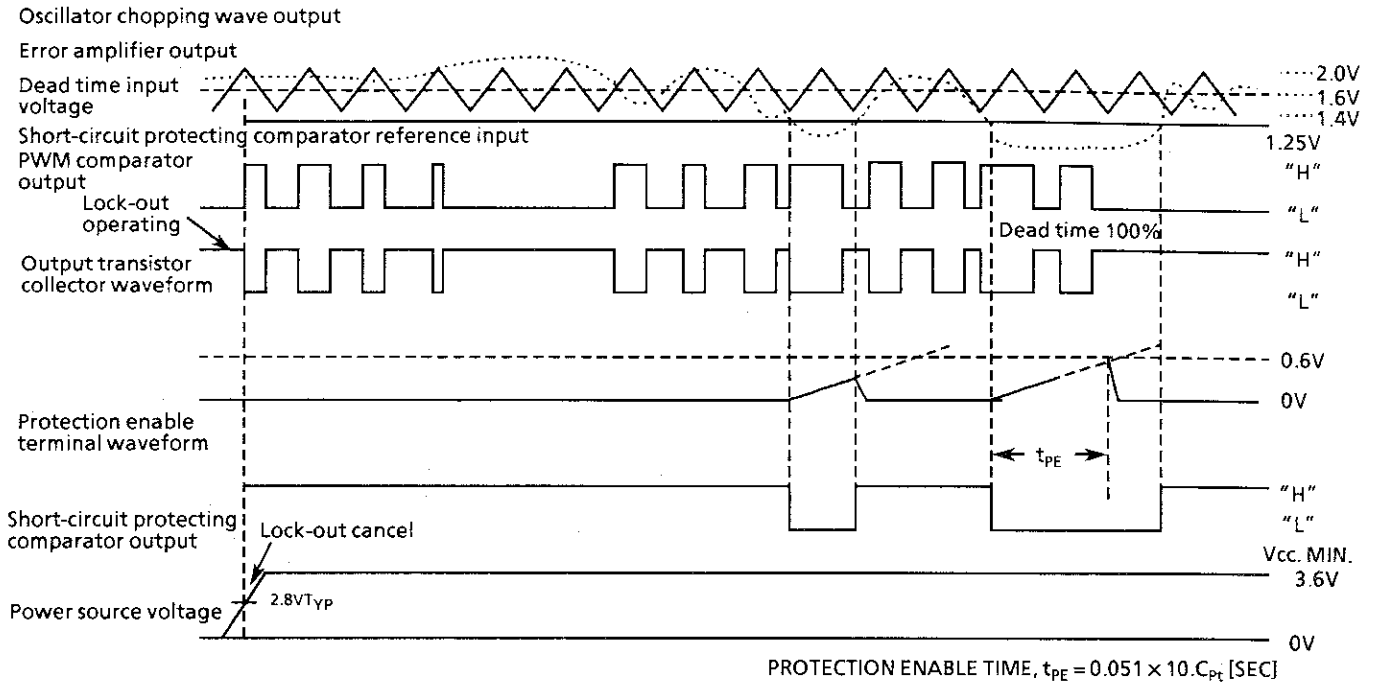 Oscillator chopping wave output
Error amplifier output
Dead time input
voltage
2.0V
1.6V
1.4V
Short-circuit protecting comparator reference input
1.25V
PWM comparator
output
"H"
"L"
Lock-out
operating
Dead time 100%
Output transistor
collector waveform
"H"
"L"
0.6V
0V
Protection enable
terminal waveform
tPE
"H"
"L"
Short-circuit protecting
comparator output
Lock-out cancel
Vcc. MIN.
3.6V
Power source voltage
2.8VTYP
0V
PROTECTION ENABLE TIME, tPE = 0.051 × 10.CPt [SEC]